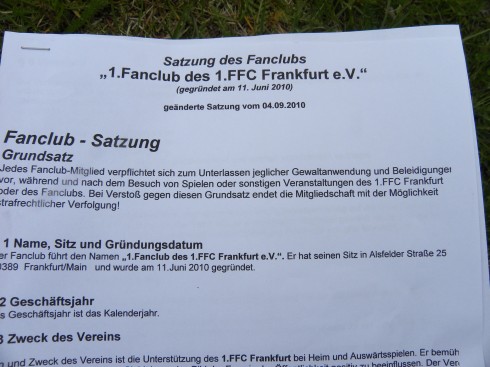 Satzung des Fanclubs
„1.Fanclub des 1.FFC Frankfurt e.V.“
(gegründet am 11. Juni 2010)
geänderte Satzung vom 04.09.2010
Fanclub - Satzung
Grundsatz
Jedes Fanclub-Mitglied verpflichtet sich zum Unterlassen jeglicher Gewaltanwendung und Beleidigunger
vor, während und nach dem Besuch von Spielen oder sonstigen Veranstaltungen des 1.FFC Frankfurt
oder des Fanclubs. Bei Verstoß gegen diesen Grundsatz endet die Mitgliedschaft mit der Möglichkeit
strafrechtlicher Verfolgung!
1 Name, Sitz und Gründungsdatum
er Fanclub führt den Namen „1.Fanclub des 1.FFC Frankfurt e.V.“. Er hat seinen Sitz in Alsfelder Straße 25
0389 Frankfurt/Main und wurde am 11.Juni 2010 gegründet.
2 Geschäftsjahr
s Geschäftsjahr ist das Kalenderjahr.
3 Zweck des Vereins
n und Zweck des Vereins ist die Unterstützung des 1.FFC Frankfurt bei Heim und Auswärtsspielen. Er bemüh